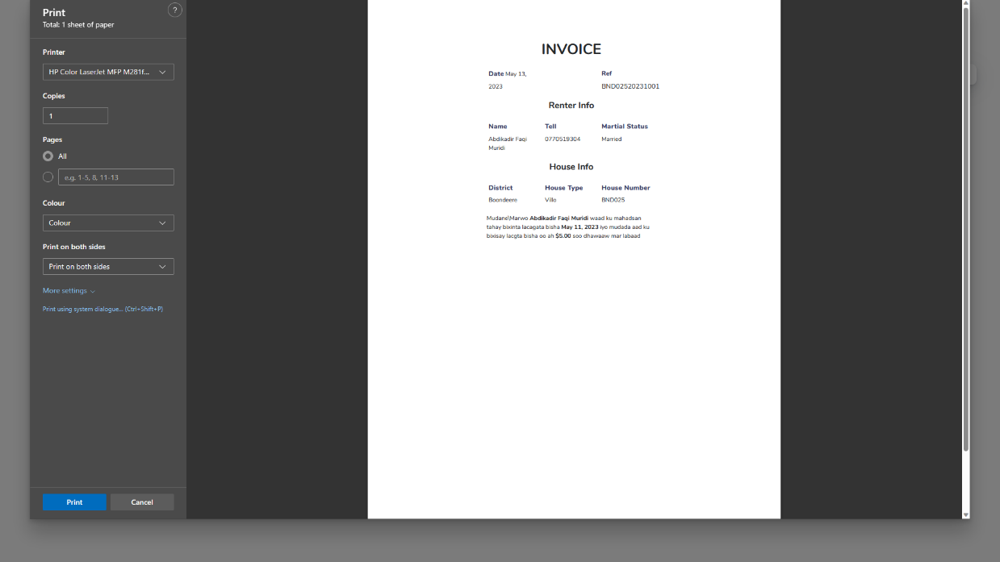 Print
?
Total: 1 sheet of paper
Printer
HP Color LaserJet MFP M281f...
Copies
1
Pages
All
e.g. 1-5, 8, 11-13
Colour
Colour
Print on both sides
Print on both sides
More settings
Print using system dialogue... (Ctrl+Shift+P)
Print Cancel
INVOICE
Date May 13, Ref
2023 BND02520231001
Renter Info
Name Tell Martial Status
Abdikadir Faqi 0770519304 Married
Muridi
House Info
District House Type House Number
Boondeere Villo BND025
Mudane\Marwo Abdikadir Faqi Muridi waad ku mahadsan
tahay bixinta lacagata bisha May 11, 2023 iyo mudada aad ku
bixisay lacgta bisha oo ah $5.00 soo dhawaaw mar labaad